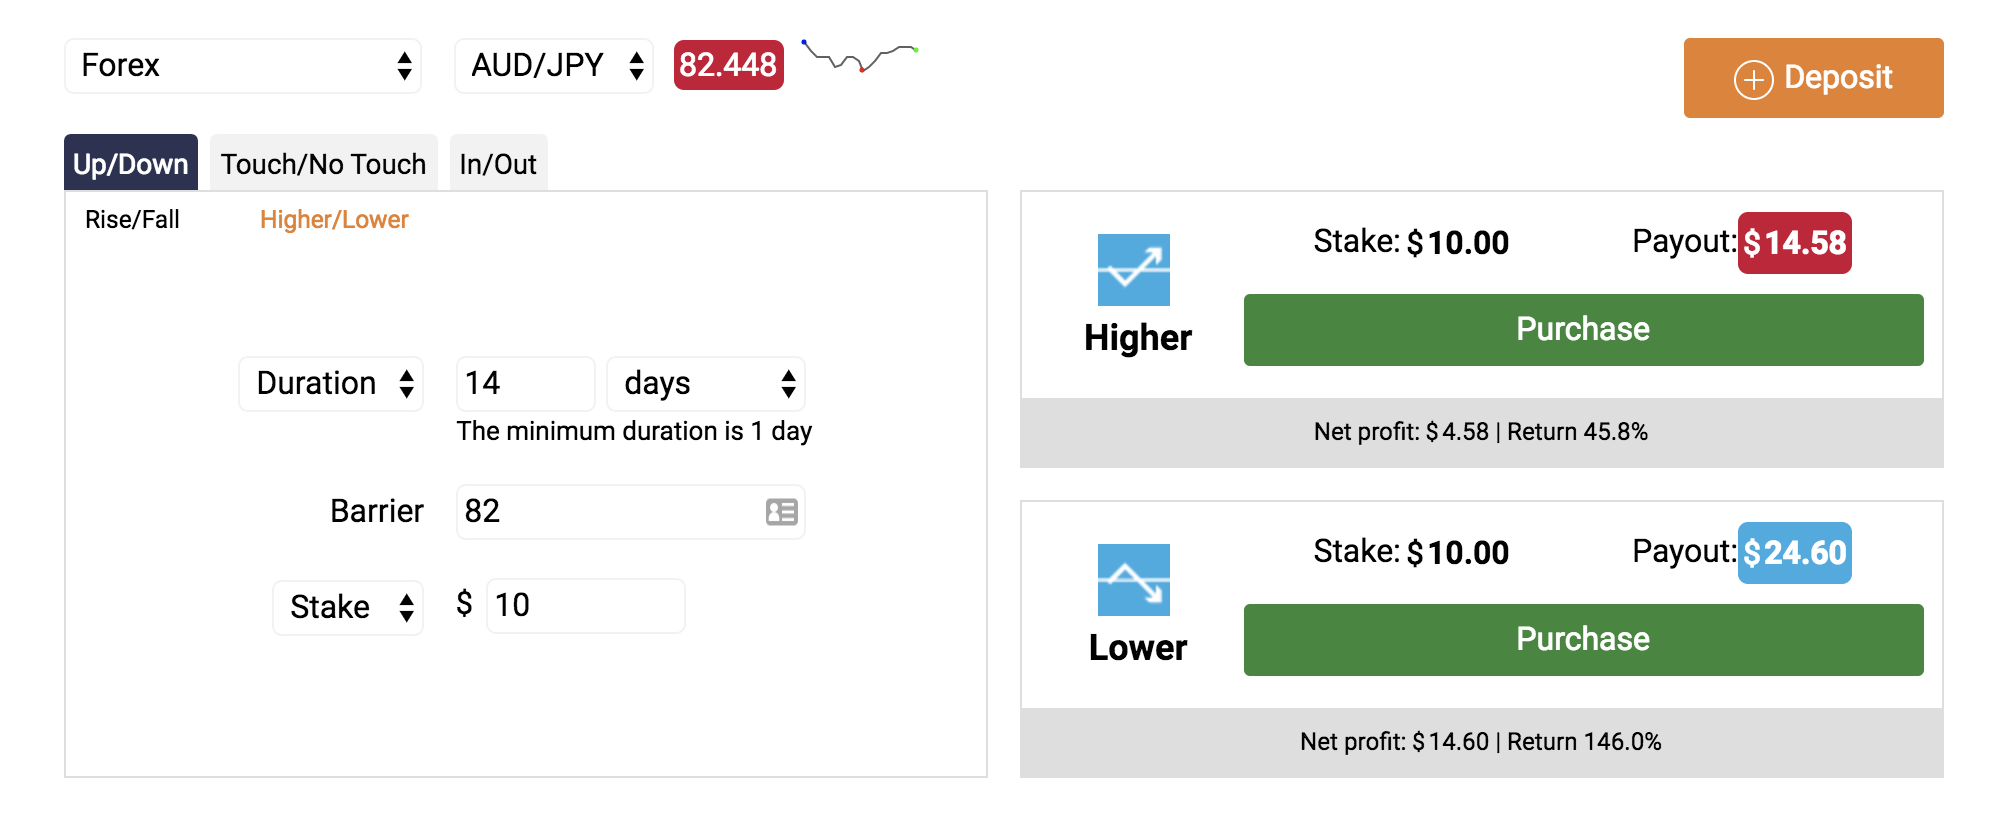 Forex
AUD/JPY
82.448
Deposit
Up/Down
Touch/No Touch
In/Out
Rise/Fall
Higher/Lower
Duration
14
days
The minimum duration is 1 day
Barrier
82
Stake
$ 10
Higher
Stake: $10.00
Payout: $14.58
Purchase
Net profit: $4.58 | Return 45.8%
Lower
Stake: $10.00
Payout: $24.60
Purchase
Net profit: $14.60 | Return 146.0%